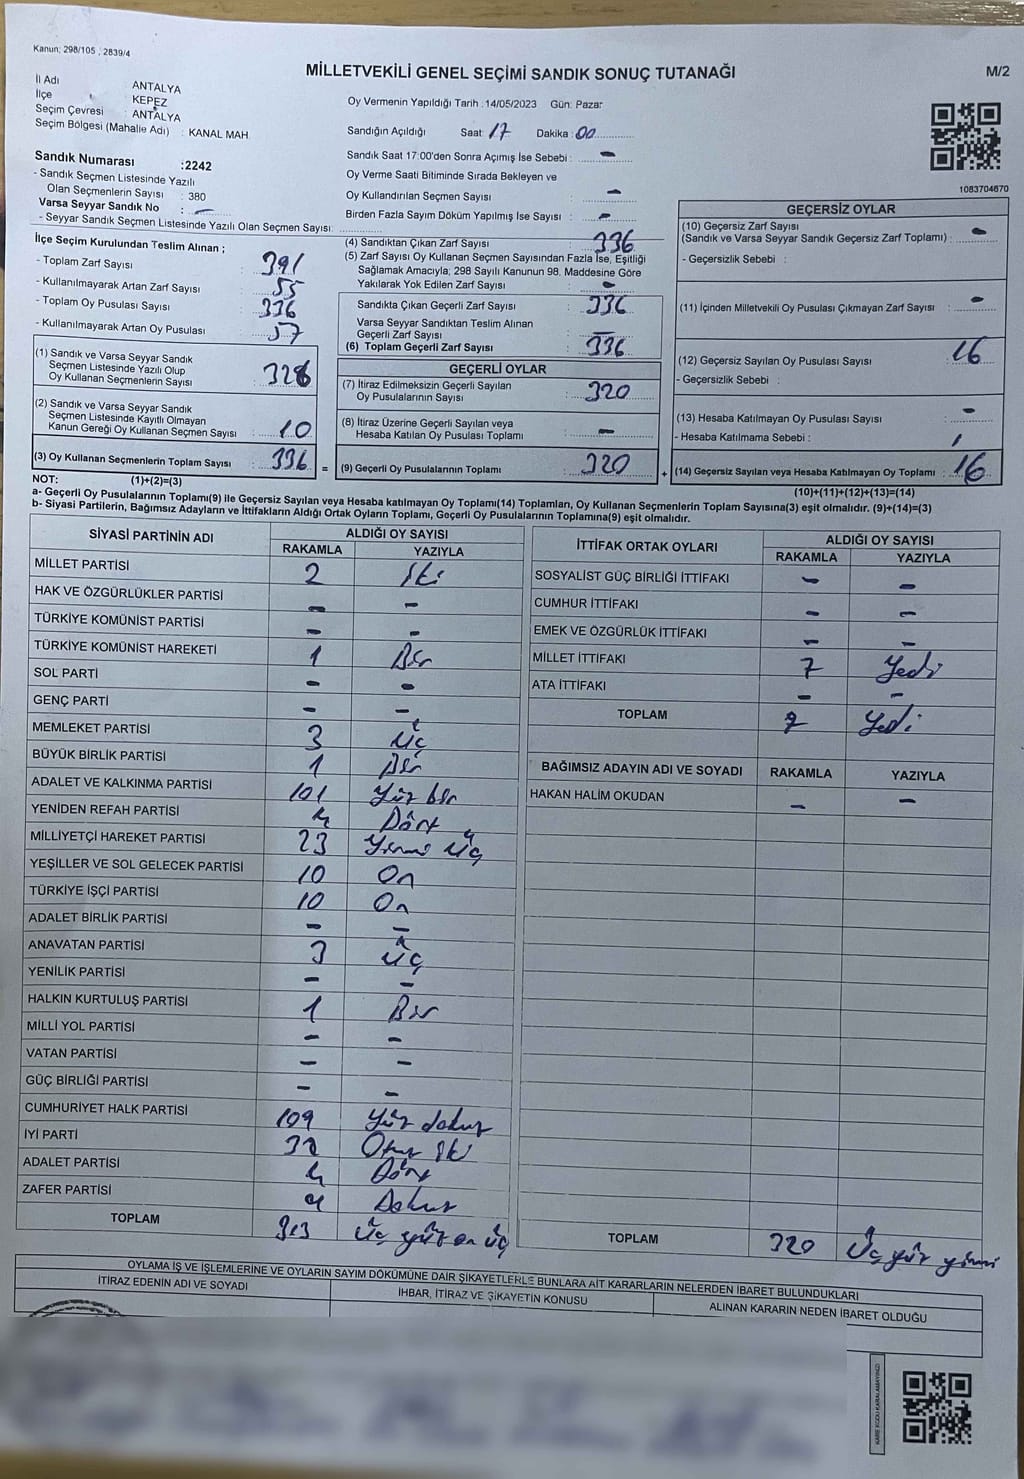 Kanun; 298/105 , 2839/4
MİLLETVEKİLİ GENEL SEÇİMİ SANDIK SONUÇ TUTANAĞI
M/2
İl Adı ANTALYA
İlçe KEPEZ
Seçim Çevresi : ANTALYA
Seçim Bölgesi (Mahalle Adı) : KANAL MAH.
Oy Vermenin Yapıldığı Tarih : 14/05/2023 Gün: Pazar
Sandığın Açıldığı Saat: 17 Dakika : 00
Sandık Saat 17:00'den Sonra Açılmış İse Sebebi : -
Oy Verme Saati Bitiminde Sırada Bekleyen ve
Oy Kullandırılan Seçmen Sayısı : -
Birden Fazla Sayım Döküm Yapılmış İse Sayısı : -
1083704670
Sandık Numarası : 2242
- Sandık Seçmen Listesinde Yazılı
Olan Seçmenlerin Sayısı : 380
Varsa Seyyar Sandık No : -
- Seyyar Sandık Seçmen Listesinde Yazılı Olan Seçmen Sayısı:
İlçe Seçim Kurulundan Teslim Alınan ;
- Toplam Zarf Sayısı : 391
- Kullanılmayarak Artan Zarf Sayısı : 55
- Toplam Oy Pusulası Sayısı : 336
- Kullanılmayarak Artan Oy Pusulası : 57
(1) Sandık ve Varsa Seyyar Sandık
Seçmen Listesinde Yazılı Olup
Oy Kullanan Seçmenlerin Sayısı : 326
(2) Sandık ve Varsa Seyyar Sandık
Seçmen Listesinde Kayıtlı Olmayan
Kanun Gereği Oy Kullanan Seçmen Sayısı : 10
(3) Oy Kullanan Seçmenlerin Toplam Sayısı : 336 =
(4) Sandıktan Çıkan Zarf Sayısı : 336
(5) Zarf Sayısı Oy Kullanan Seçmen Sayısından Fazla İse, Eşitliği
Sağlamak Amacıyla; 298 Sayılı Kanunun 98. Maddesine Göre
Yakılarak Yok Edilen Zarf Sayısı : -
Sandıkta Çıkan Geçerli Zarf Sayısı : 336
Varsa Seyyar Sandıktan Teslim Alınan
Geçerli Zarf Sayısı : -
(6) Toplam Geçerli Zarf Sayısı : 336
GEÇERLİ OYLAR
(7) İtiraz Edilmeksizin Geçerli Sayılan
Oy Pusulalarının Sayısı : 320
(8) İtiraz Üzerine Geçerli Sayılan veya
Hesaba Katılan Oy Pusulası Toplamı : -
(9) Geçerli Oy Pusulalarının Toplamı : 320 +
GEÇERSİZ OYLAR
(10) Geçersiz Zarf Sayısı
(Sandık ve Varsa Seyyar Sandık Geçersiz Zarf Toplamı) : -
- Geçersizlik Sebebi :
(11) İçinden Milletvekili Oy Pusulası Çıkmayan Zarf Sayısı : -
(12) Geçersiz Sayılan Oy Pusulası Sayısı : 16
- Geçersizlik Sebebi :
(13) Hesaba Katılmayan Oy Pusulası Sayısı : -
- Hesaba Katılmama Sebebi :
(14) Geçersiz Sayılan veya Hesaba Katılmayan Oy Toplamı : 16
NOT: (1)+(2)=(3)
(10)+(11)+(12)+(13)=(14)
a- Geçerli Oy Pusulalarının Toplamı(9) ile Geçersiz Sayılan veya Hesaba katılmayan Oy Toplamı(14) Toplamları, Oy Kullanan Seçmenlerin Toplam Sayısına(3) eşit olmalıdır. (9)+(14)=(3)
b- Siyasi Partilerin, Bağımsız Adayların ve İttifakların Aldığı Ortak Oyların Toplamı, Geçerli Oy Pusulalarının Toplamına(9) eşit olmalıdır.
SİYASİ PARTİNİN ADI ALDIĞI OY SAYISI
RAKAMLA YAZIYLA
MİLLET PARTİSİ 2 İki
HAK VE ÖZGÜRLÜKLER PARTİSİ - -
TÜRKİYE KOMÜNİST PARTİSİ - -
TÜRKİYE KOMÜNİST HAREKETİ 1 Bir
SOL PARTİ - -
GENÇ PARTİ - -
MEMLEKET PARTİSİ 3 üç
BÜYÜK BİRLİK PARTİSİ 1 Bir
ADALET VE KALKINMA PARTİSİ 101 Yüz bir
YENİDEN REFAH PARTİSİ 4 Dört
MİLLİYETÇİ HAREKET PARTİSİ 23 Yirmi üç
YEŞİLLER VE SOL GELECEK PARTİSİ 10 On
TÜRKİYE İŞÇİ PARTİSİ 10 On
ADALET BİRLİK PARTİSİ - -
ANAVATAN PARTİSİ 3 üç
YENİLİK PARTİSİ - -
HALKIN KURTULUŞ PARTİSİ 1 Bir
MİLLİ YOL PARTİSİ - -
VATAN PARTİSİ - -
GÜÇ BİRLİĞİ PARTİSİ - -
CUMHURİYET HALK PARTİSİ 109 Yüz dokuz
İYİ PARTİ 32 Otuz iki
ADALET PARTİSİ 4 Dört
ZAFER PARTİSİ 9 Dokuz
TOPLAM 313 Üç yüz on üç
İTTİFAK ORTAK OYLARI ALDIĞI OY SAYISI
RAKAMLA YAZIYLA
SOSYALİST GÜÇ BİRLİĞİ İTTİFAKI - -
CUMHUR İTTİFAKI - -
EMEK VE ÖZGÜRLÜK İTTİFAKI - -
MİLLET İTTİFAKI 7 Yedi
ATA İTTİFAKI - -
TOPLAM 7 Yedi
BAĞIMSIZ ADAYIN ADI VE SOYADI RAKAMLA YAZIYLA
HAKAN HALİM OKUDAN - -
TOPLAM 320 Üç yüz yirmi
OYLAMA İŞ VE İŞLEMLERİNE VE OYLARIN SAYIM DÖKÜMÜNE DAİR ŞİKAYETLERLE BUNLARA AİT KARARLARIN NELERDEN İBARET BULUNDUKLARI
İTİRAZ EDENİN ADI VE SOYADI
İHBAR, İTİRAZ VE ŞİKAYETİN KONUSU
ALINAN KARARIN NEDEN İBARET OLDUĞU
KARE KODU KARALAMAYINIZ!